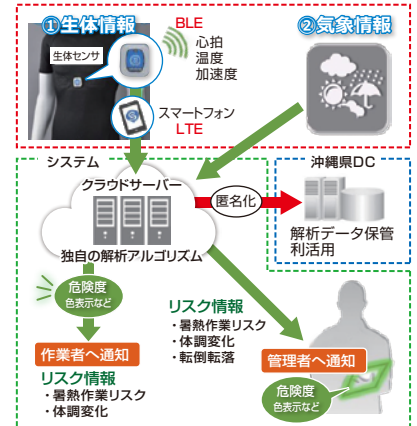 ①生体情報
BLE
心拍
温度
加速度
生体センサ
スマートフォン
LTE
②気象情報
システム
クラウドサーバー
独自の解析アルゴリズム
匿名化
沖縄県DC
解析データ保管
利活用
危険度
色表示など
作業者へ通知
リスク情報
・暑熱作業リスク
・体調変化
リスク情報
・暑熱作業リスク
・体調変化
・転倒転落
管理者へ通知
危険度
色表示など